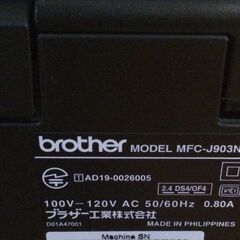 brother MODEL MFC-J903N
T AD19-0026005
2.4 DS4/OF4
100V－120V AC 50/60Hz 0.80A
ブラザー工業株式会社
D01A47001
MADE IN PHILIPPINES
Machine SN